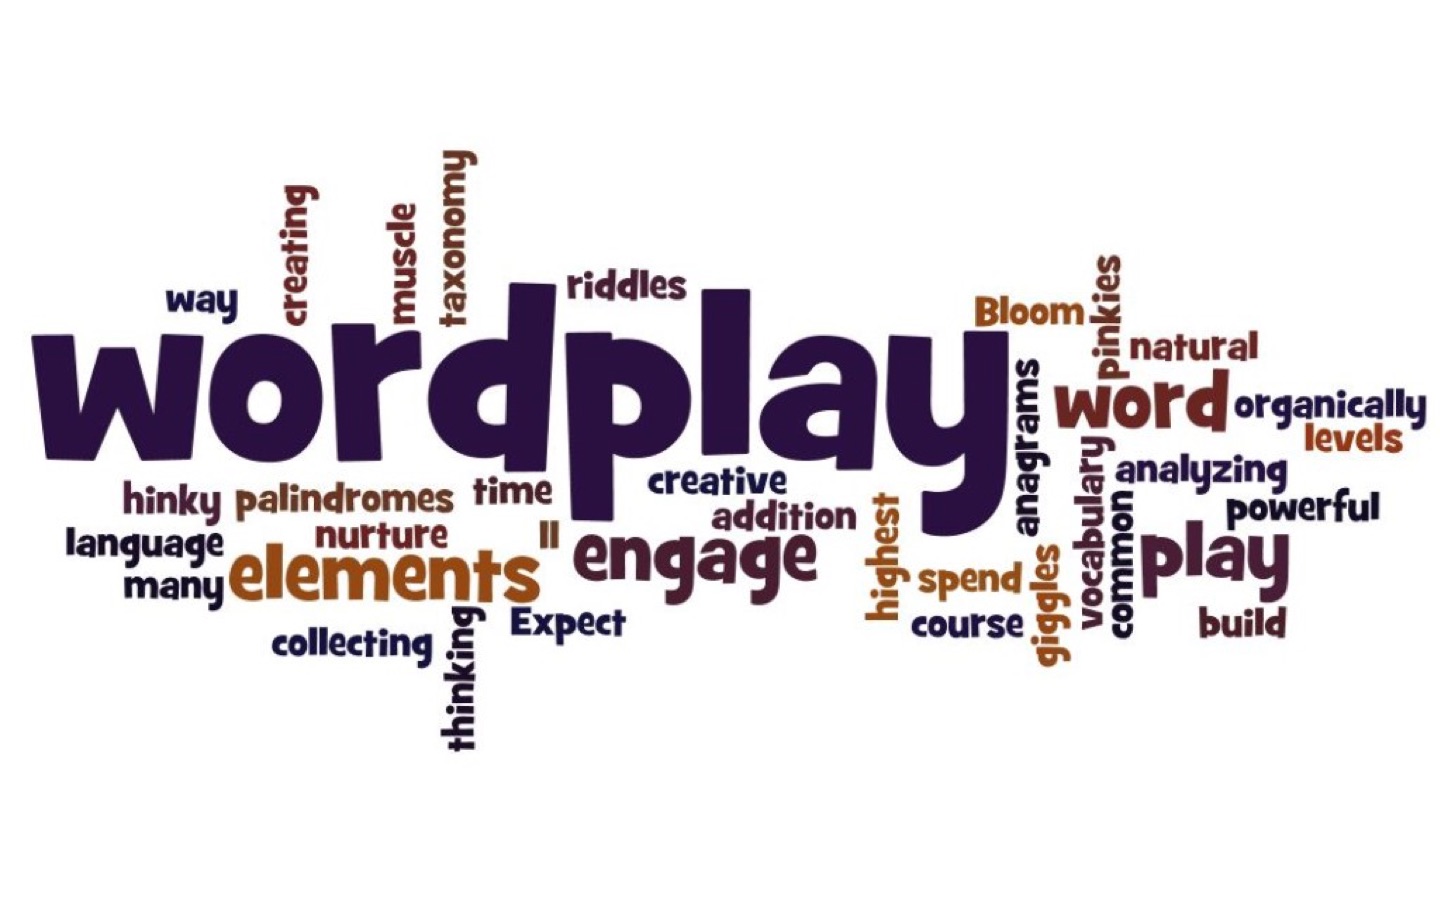 taxonomy
creating
muscle
pinkies
riddles
way
Bloom
natural
wordplay
anagrams
word
organically
levels
vocabulary
analyzing
creative
time
palindromes
hinky
common
powerful
addition
highest
nurture
ll
language
engage
play
elements
many
spend
giggles
Expect
course
build
collecting
thinking